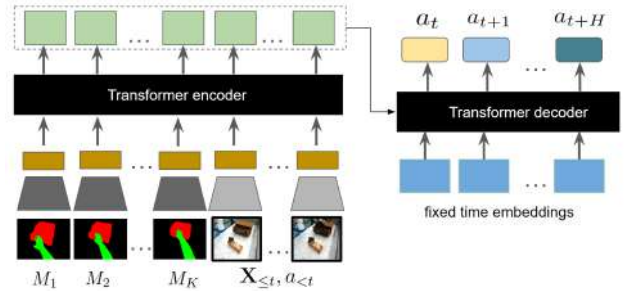 a_t a_{t+1} a_{t+H}
...
Transformer encoder
Transformer decoder
...
fixed time embeddings
M_1 M_2 ... M_K X_{≤t}, a_{<t}